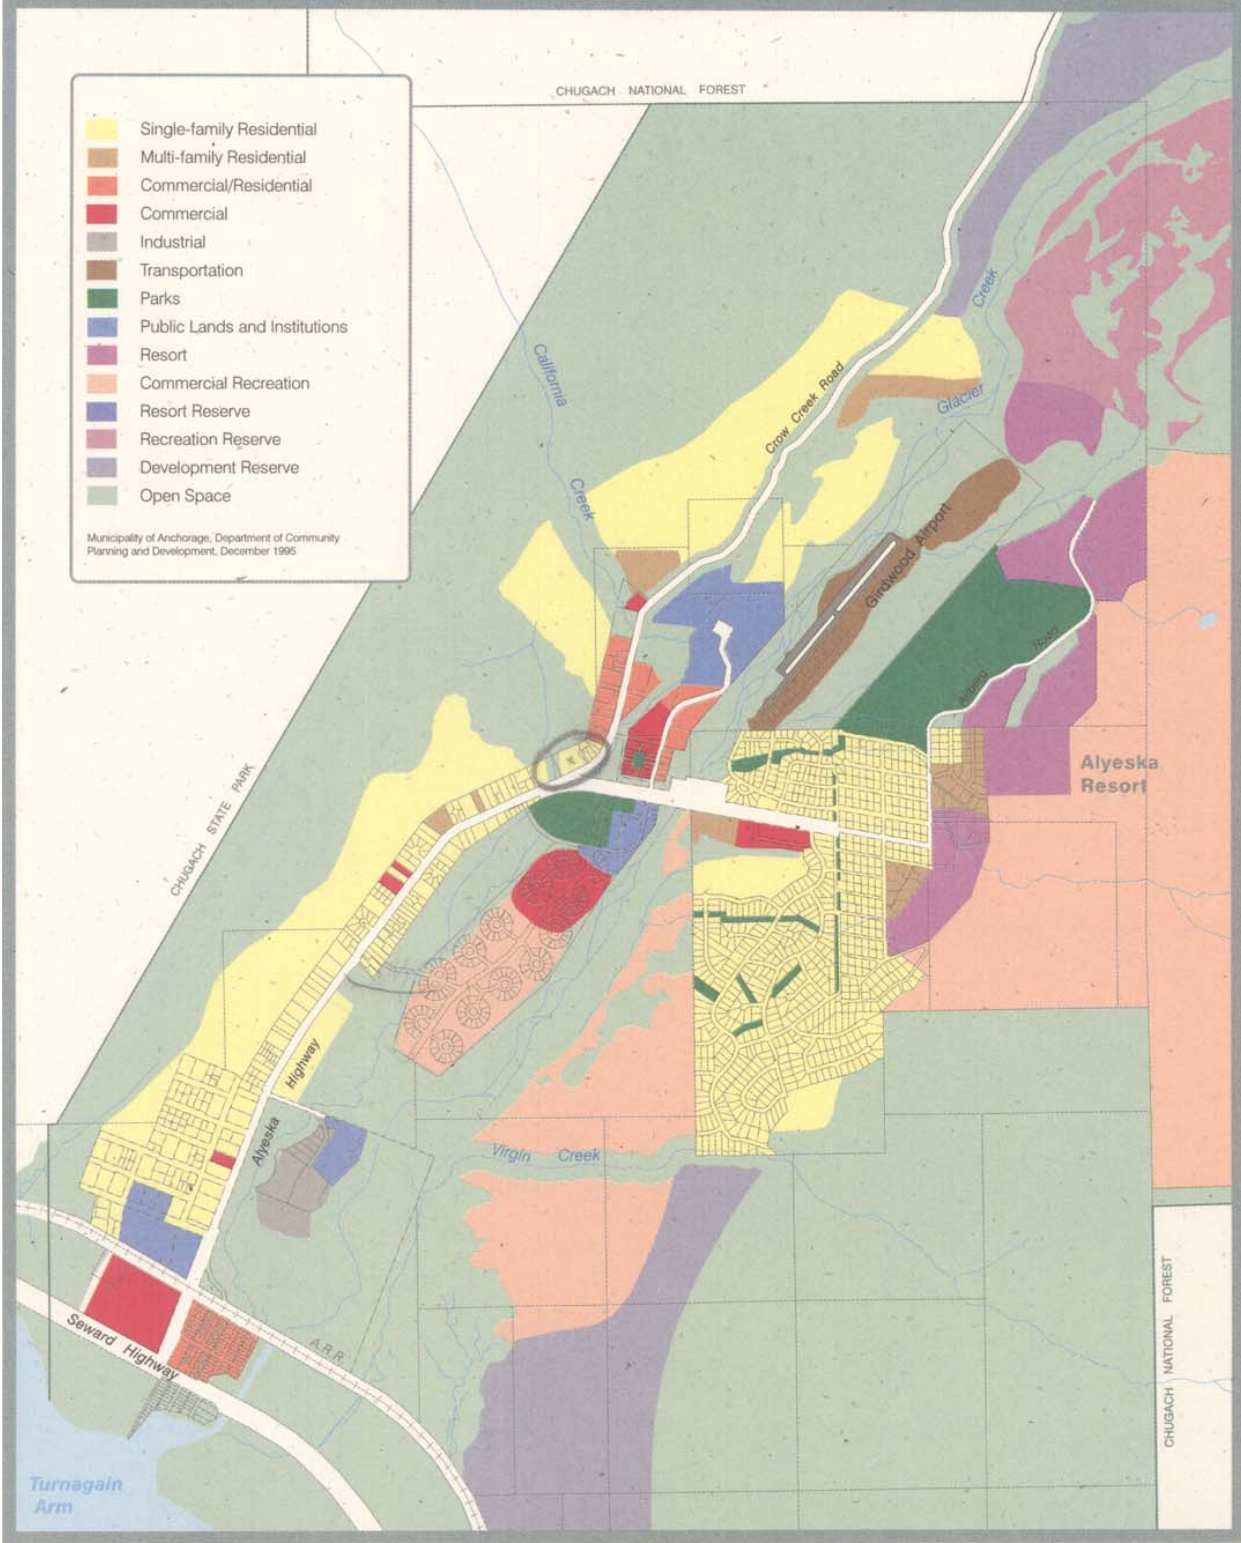 CHUGACH NATIONAL FOREST
Single-family Residential
Multi-family Residential
Commercial/Residential
Commercial
Industrial
Transportation
Parks
Public Lands and Institutions
Resort
Commercial Recreation
Resort Reserve
Recreation Reserve
Development Reserve
Open Space
Municipality of Anchorage, Department of Community
Planning and Development, December 1995
California
Creek
Crow Creek Road
Glacier
Creek
Girdwood Airport
Arlberg Road
Alyeska
Resort
CHUGACH STATE PARK
Alyeska Highway
Virgin Creek
Seward Highway
A.R.R.
Turnagain
Arm
CHUGACH NATIONAL FOREST